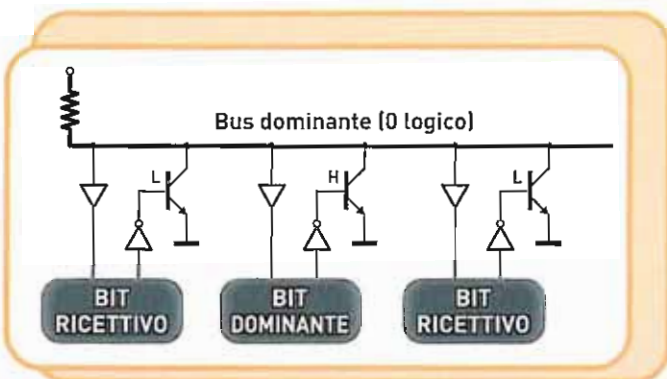 Bus dominante (0 logico)
L
H
L
BIT
RICETTIVO
BIT
DOMINANTE
BIT
RICETTIVO